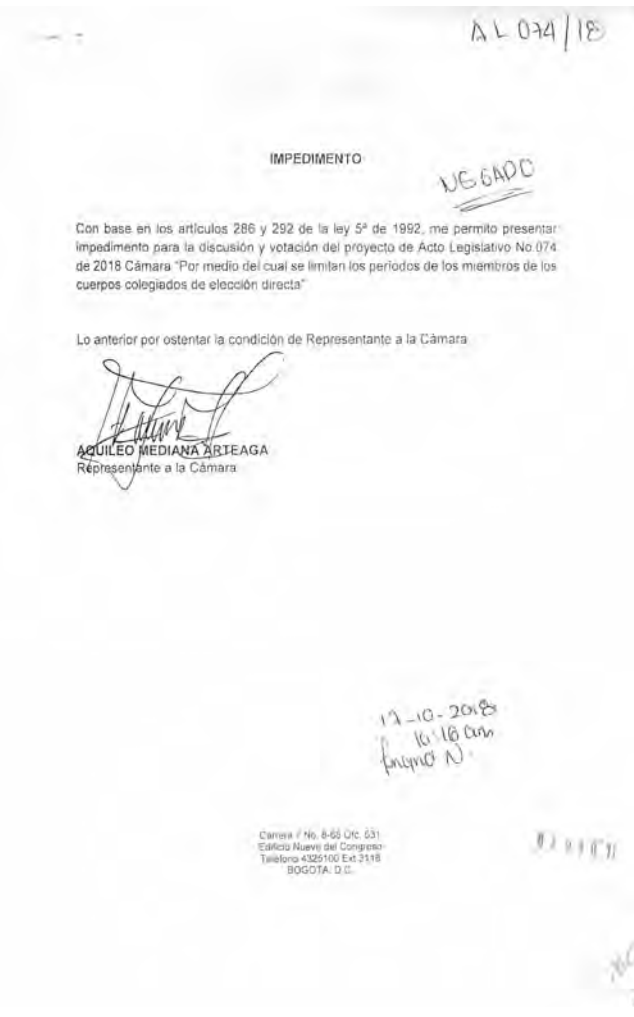 AL 074/18
IMPEDIMENTO
NEGADO
Con base en los artículos 286 y 292 de la ley 5ª de 1992, me permito presentar
impedimento para la discusión y votación del proyecto de Acto Legislativo No.074
de 2018 Cámara "Por medio del cual se limitan los periodos de los miembros de los
cuerpos colegiados de elección directa"
Lo anterior por ostentar la condición de Representante a la Cámara
AQUILEO MEDIANA ARTEAGA
Representante a la Cámara
17-10-2018
10:16 am
Carrera 7 No. 8-68 Ofc. 531
Edificio Nuevo del Congreso
Teléfono 4325100 Ext 3118
BOGOTA, D.C.